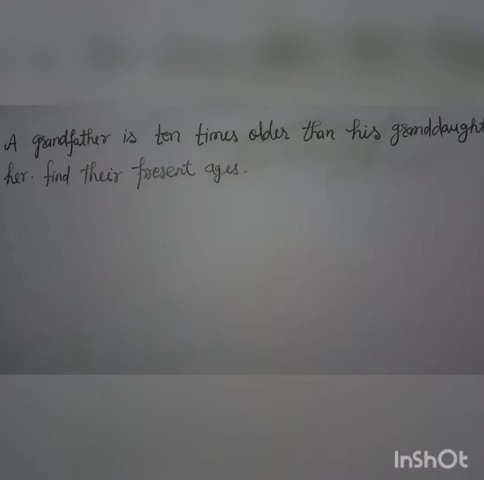 A grandfather is ten times older than his granddaught
her. find their present ages.
InShOt